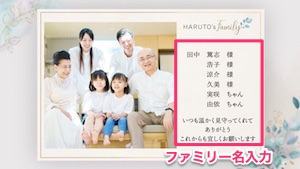 HARUTO's Family
田中 篤志 様
浩子 様
涼介 様
久美 様
実咲 ちゃん
由依 ちゃん
いつも温かく見守ってくれて
ありがとう
これからも宜しくお願いします
ファミリー名入力